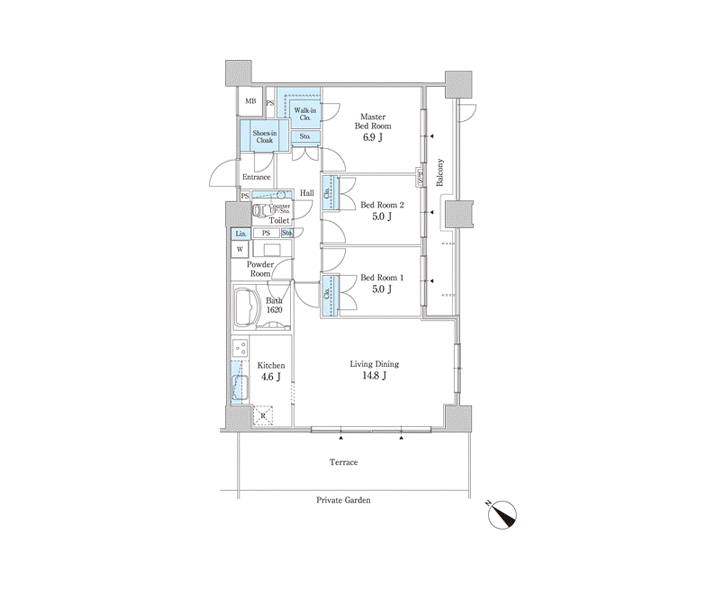 MB
PS
Walk-in
Clo.
Master
Bed Room
6.9 J
Shoes-in
Cloak
Sto.
Balcony
Entrance
PS
Hall
Clo.
Bed Room 2
5.0 J
Counter
Sto.
Toilet
Lin.
PS
Sto.
W
Powder
Room
Bed Room 1
5.0 J
Clo.
Bath
1620
Kitchen
4.6 J
Living Dining
14.8 J
R
Terrace
Private Garden
N